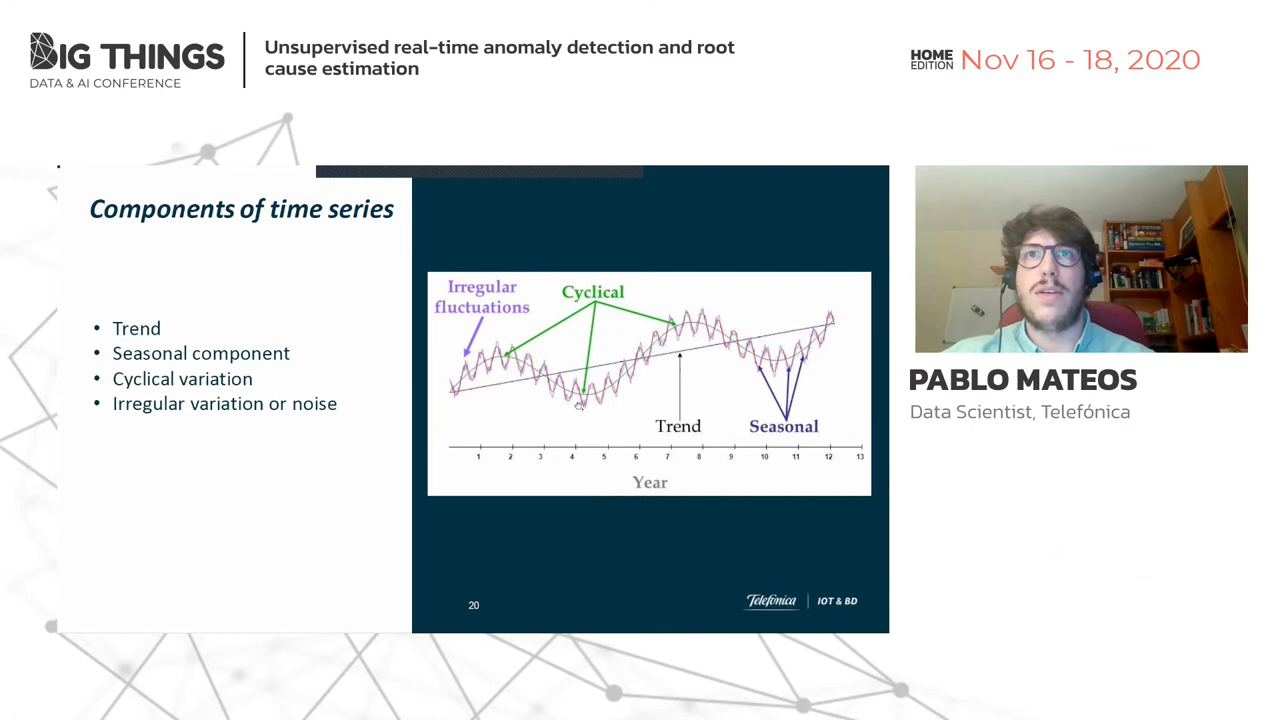 BIG THINGS
DATA & AI CONFERENCE
Unsupervised real-time anomaly detection and root
cause estimation
HOME
EDITION
Nov 16 - 18, 2020
Components of time series
• Trend
• Seasonal component
• Cyclical variation
• Irregular variation or noise
Irregular
fluctuations
Cyclical
Trend
Seasonal
1 2 3 4 5 6 7 8 9 10 11 12 13
Year
20
Telefónica
IOT & BD
PABLO MATEOS
Data Scientist, Telefónica